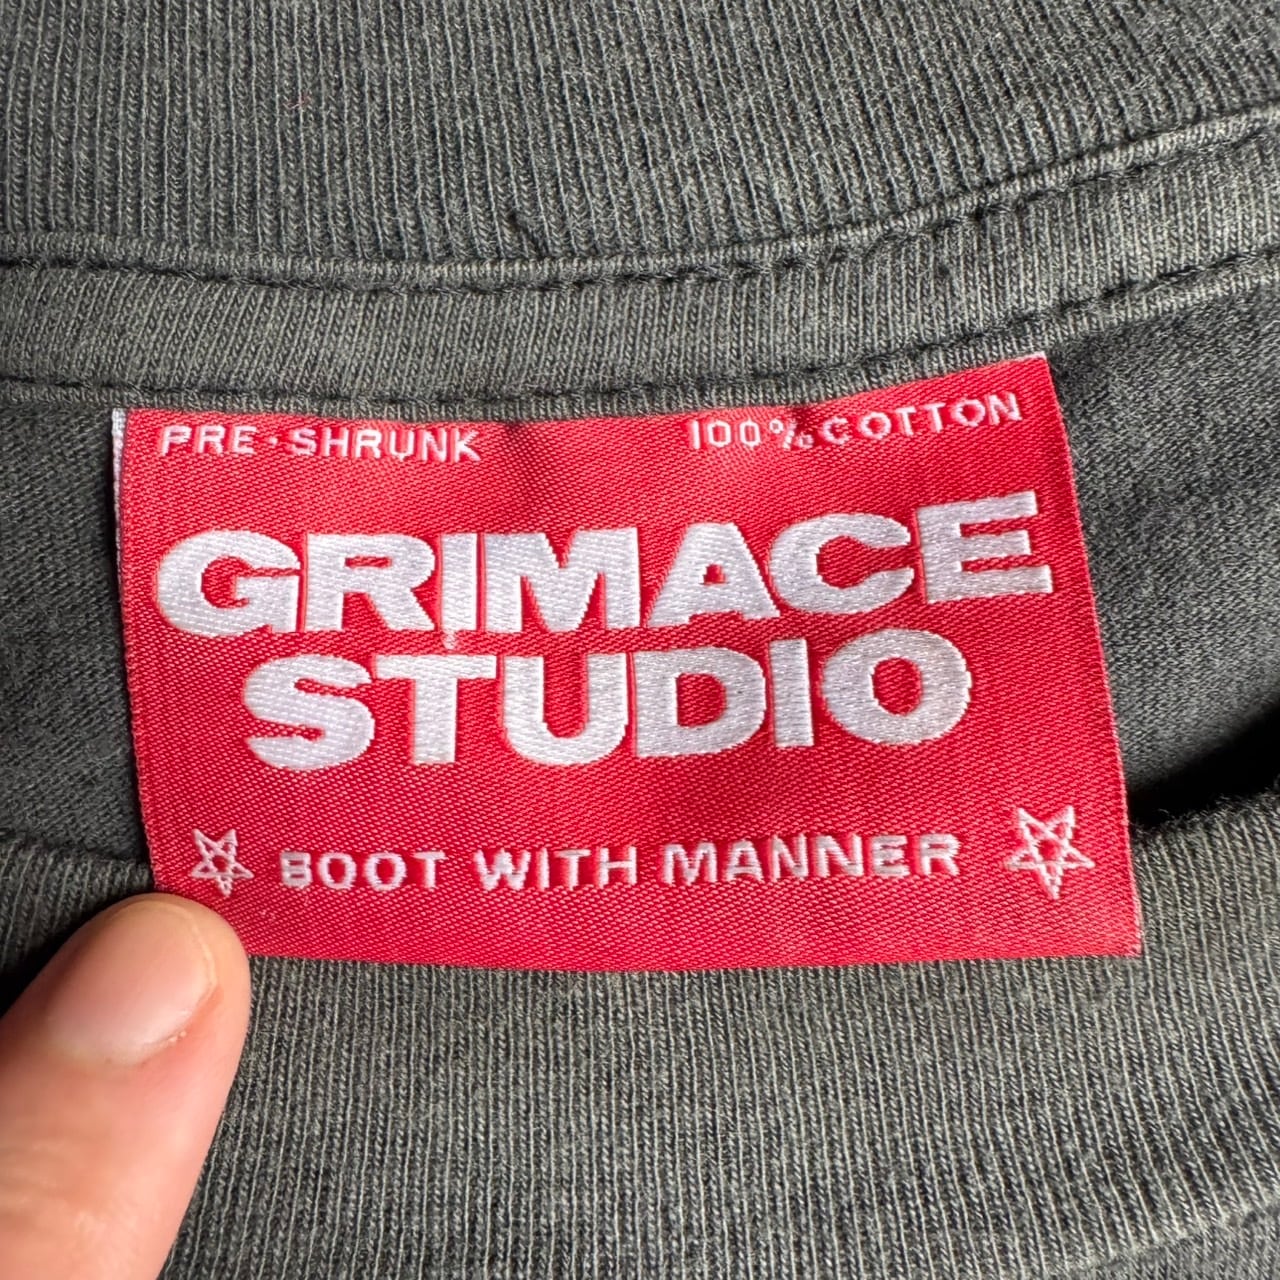 PRE·SHRUNK 100% COTTON
GRIMACE
STUDIO
BOOT WITH MANNER